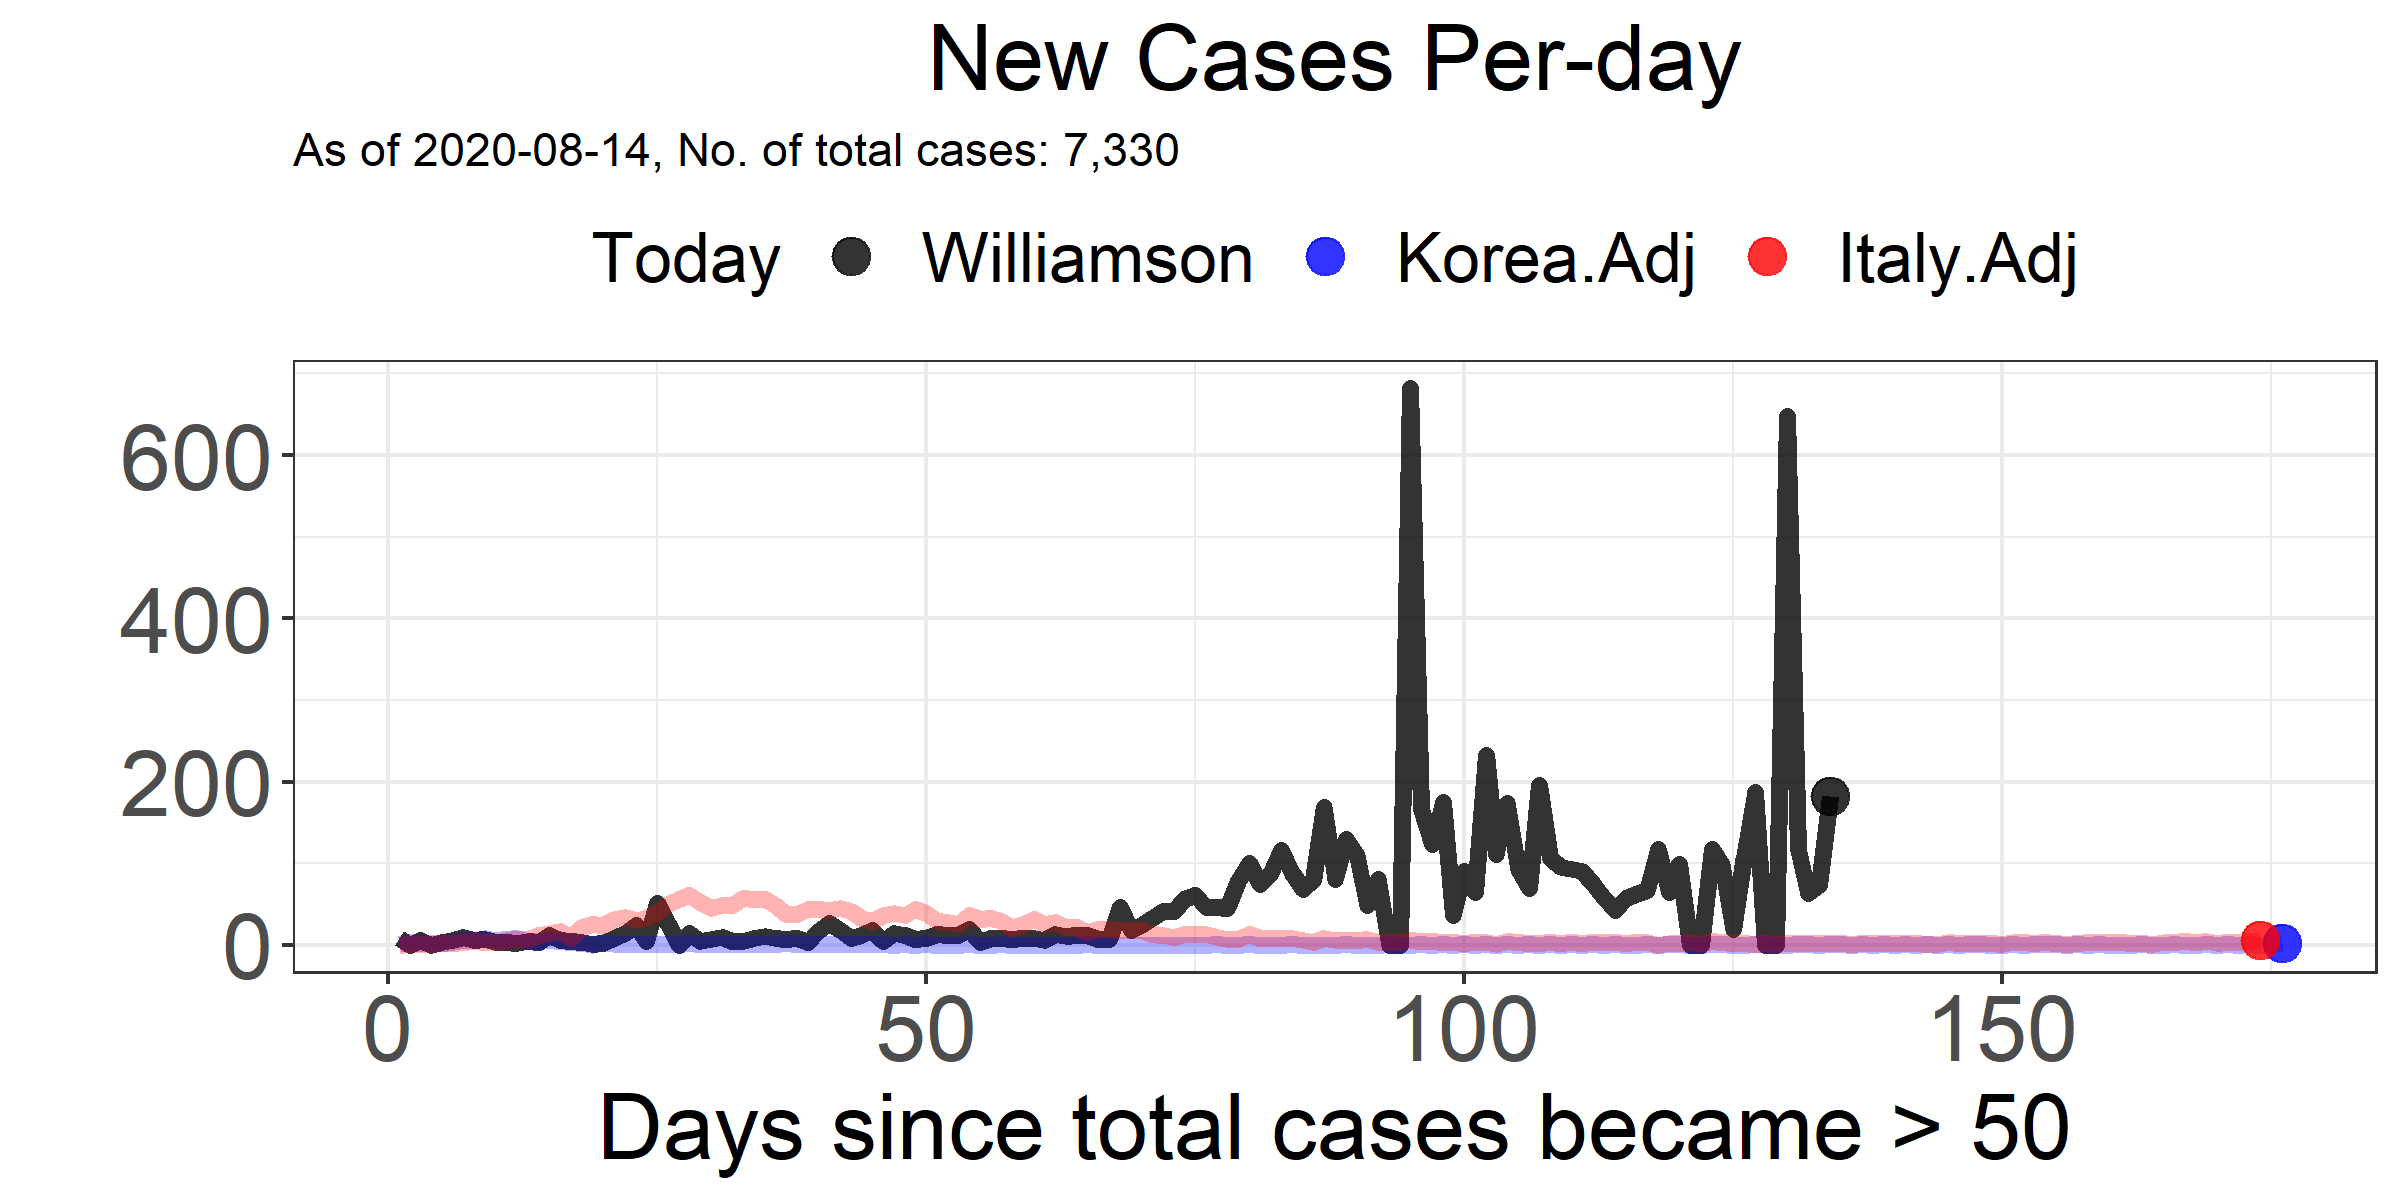 New Cases Per-day
As of 2020-08-14, No. of total cases: 7,330
Today Williamson Korea.Adj Italy.Adj
600
400
200
0
0 50 100 150
Days since total cases became > 50